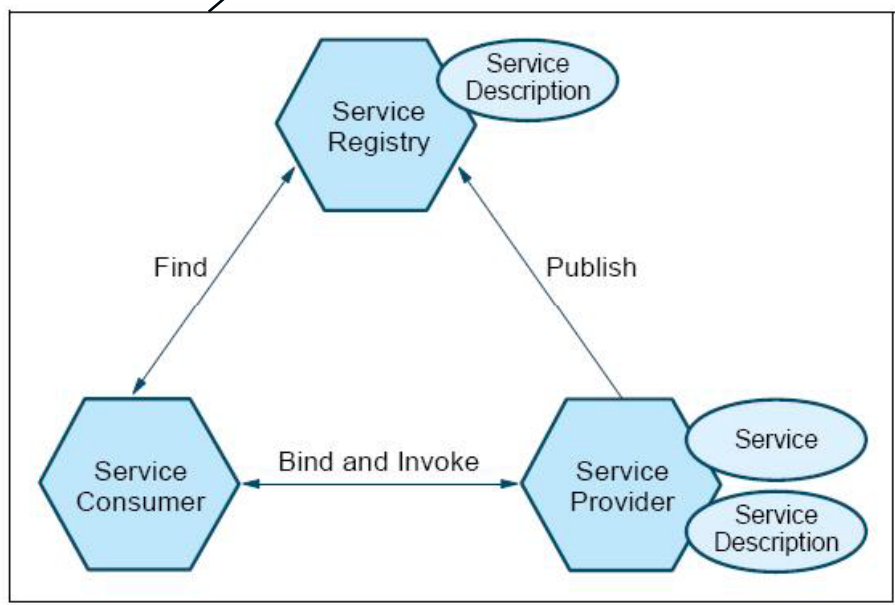 Service
Description
Service
Registry
Find
Publish
Bind and Invoke
Service
Consumer
Service
Provider
Service
Service
Description